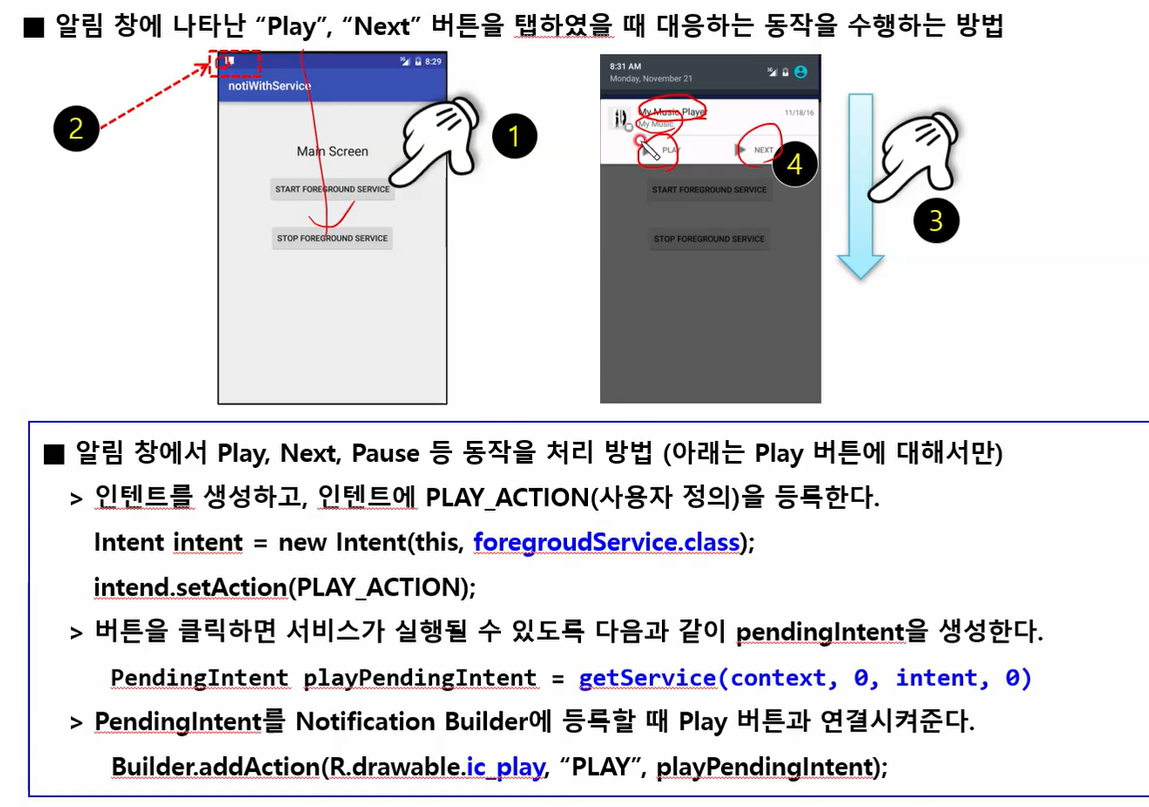 ■ 알림 창에 나타난 “Play”, “Next” 버튼을 탭하였을 때 대응하는 동작을 수행하는 방법
8:29
notiWithService
2
1
Main Screen
START FOREGROUND SERVICE
STOP FOREGROUND SERVICE
8:31 AM
Monday, November 21
My Music Player
11/18/16
My Music
PLAY
NEXT
4
START FOREGROUND SERVICE
STOP FOREGROUND SERVICE
3
■ 알림 창에서 Play, Next, Pause 등 동작을 처리 방법 (아래는 Play 버튼에 대해서만)
> 인텐트를 생성하고, 인텐트에 PLAY_ACTION(사용자 정의)을 등록한다.
Intent intent = new Intent(this, foregroudService.class);
intend.setAction(PLAY_ACTION);
> 버튼을 클릭하면 서비스가 실행될 수 있도록 다음과 같이 pendingIntent을 생성한다.
PendingIntent playPendingIntent = getService(context, 0, intent, 0)
> PendingIntent를 Notification Builder에 등록할 때 Play 버튼과 연결시켜준다.
Builder.addAction(R.drawable.ic_play, “PLAY”, playPendingIntent);